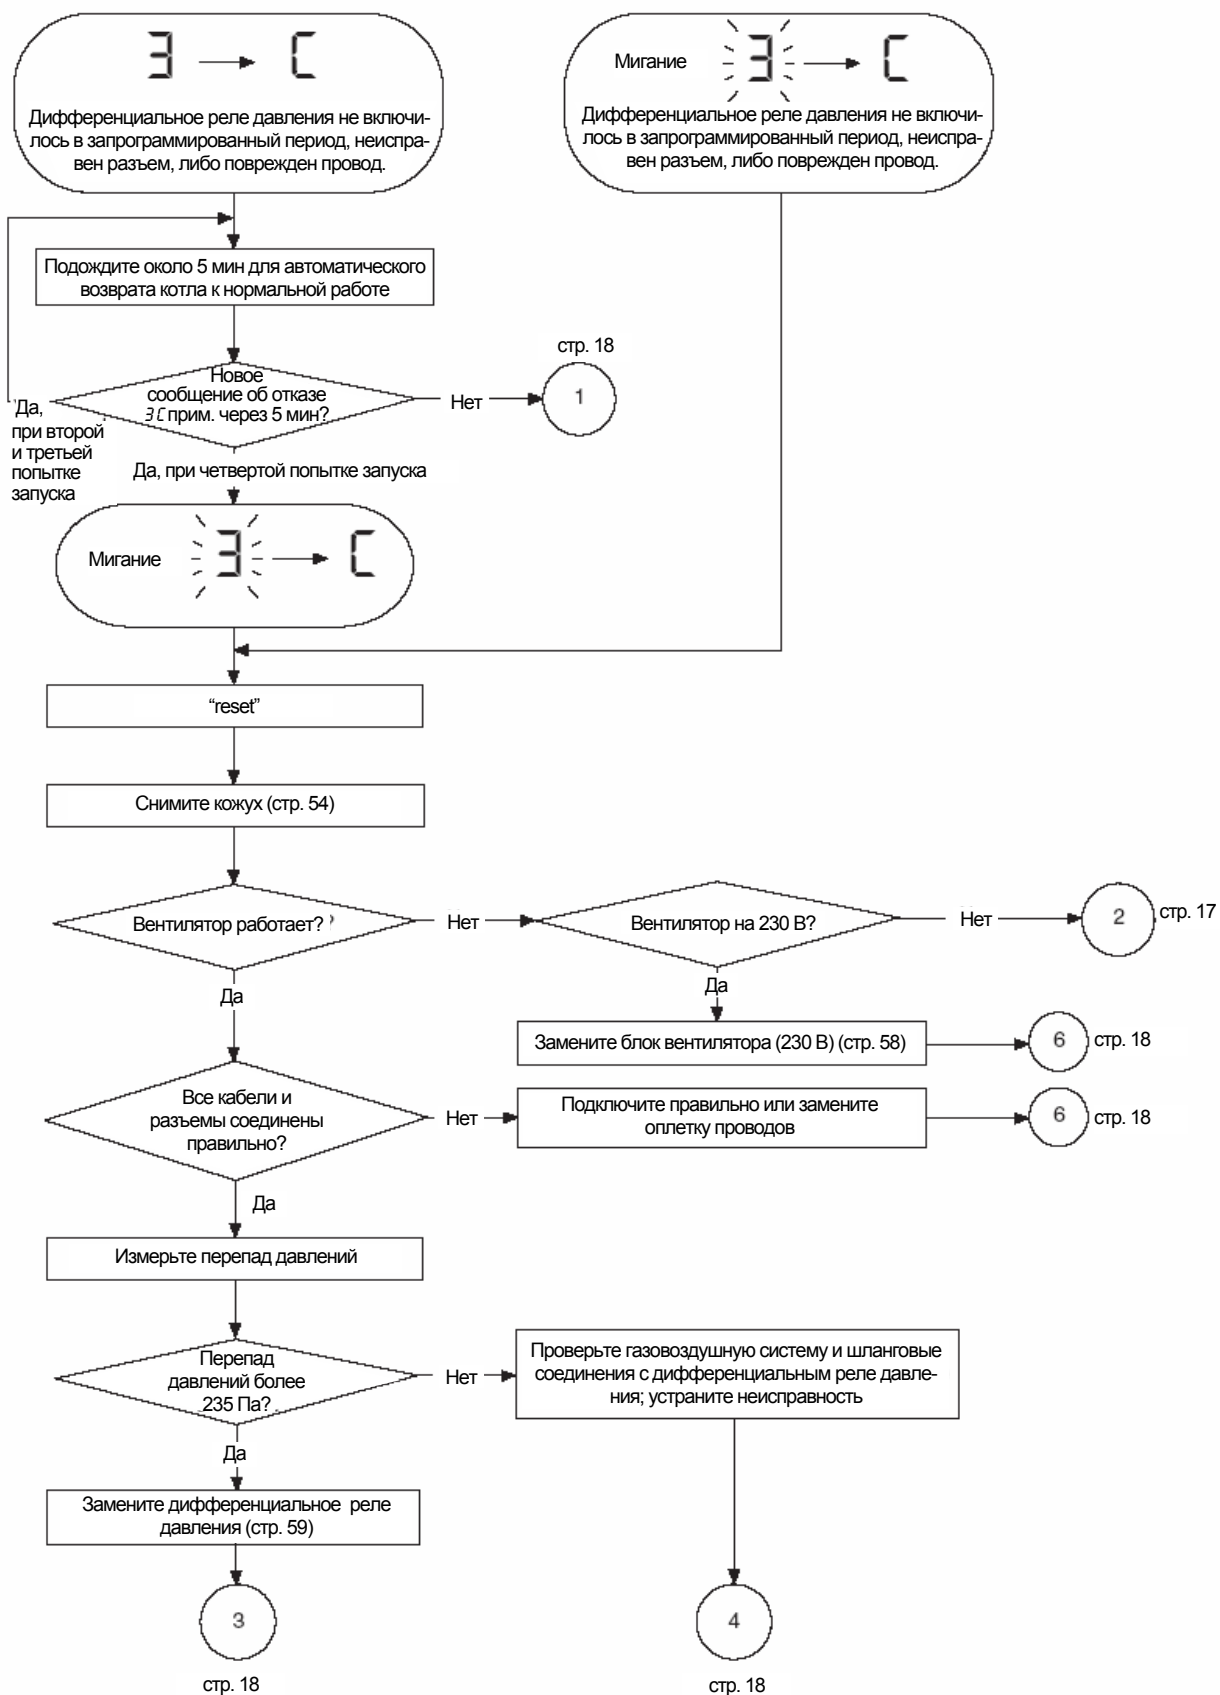 3 → C
Дифференциальное реле давления не включи-
лось в запрограммированный период, неиспра-
вен разъем, либо поврежден провод.
Мигание 3 → C
Дифференциальное реле давления не включи-
лось в запрограммированный период, неиспра-
вен разъем, либо поврежден провод.
Подождите около 5 мин для автоматического
возврата котла к нормальной работе
стр. 18
Новое
сообщение об отказе
3C прим. через 5 мин?
Нет
1
Да,
при второй
и третьей
попытке
запуска
Да, при четвертой попытке запуска
Мигание 3 → C
“reset”
Снимите кожух (стр. 54)
Вентилятор работает? ?
Нет
Вентилятор на 230 В?
Нет
2
стр. 17
Да
Да
Замените блок вентилятора (230 В) (стр. 58)
6
стр. 18
Все кабели и
разъемы соединены
правильно?
Нет
Подключите правильно или замените
оплетку проводов
6
стр. 18
Да
Измерьте перепад давлений
Перепад
давлений более
235 Па?
Нет
Проверьте газовоздушную систему и шланговые
соединения с дифференциальным реле давле-
ния; устраните неисправность
Да
Замените дифференциальное реле
давления (стр. 59)
3
4
стр. 18
стр. 18